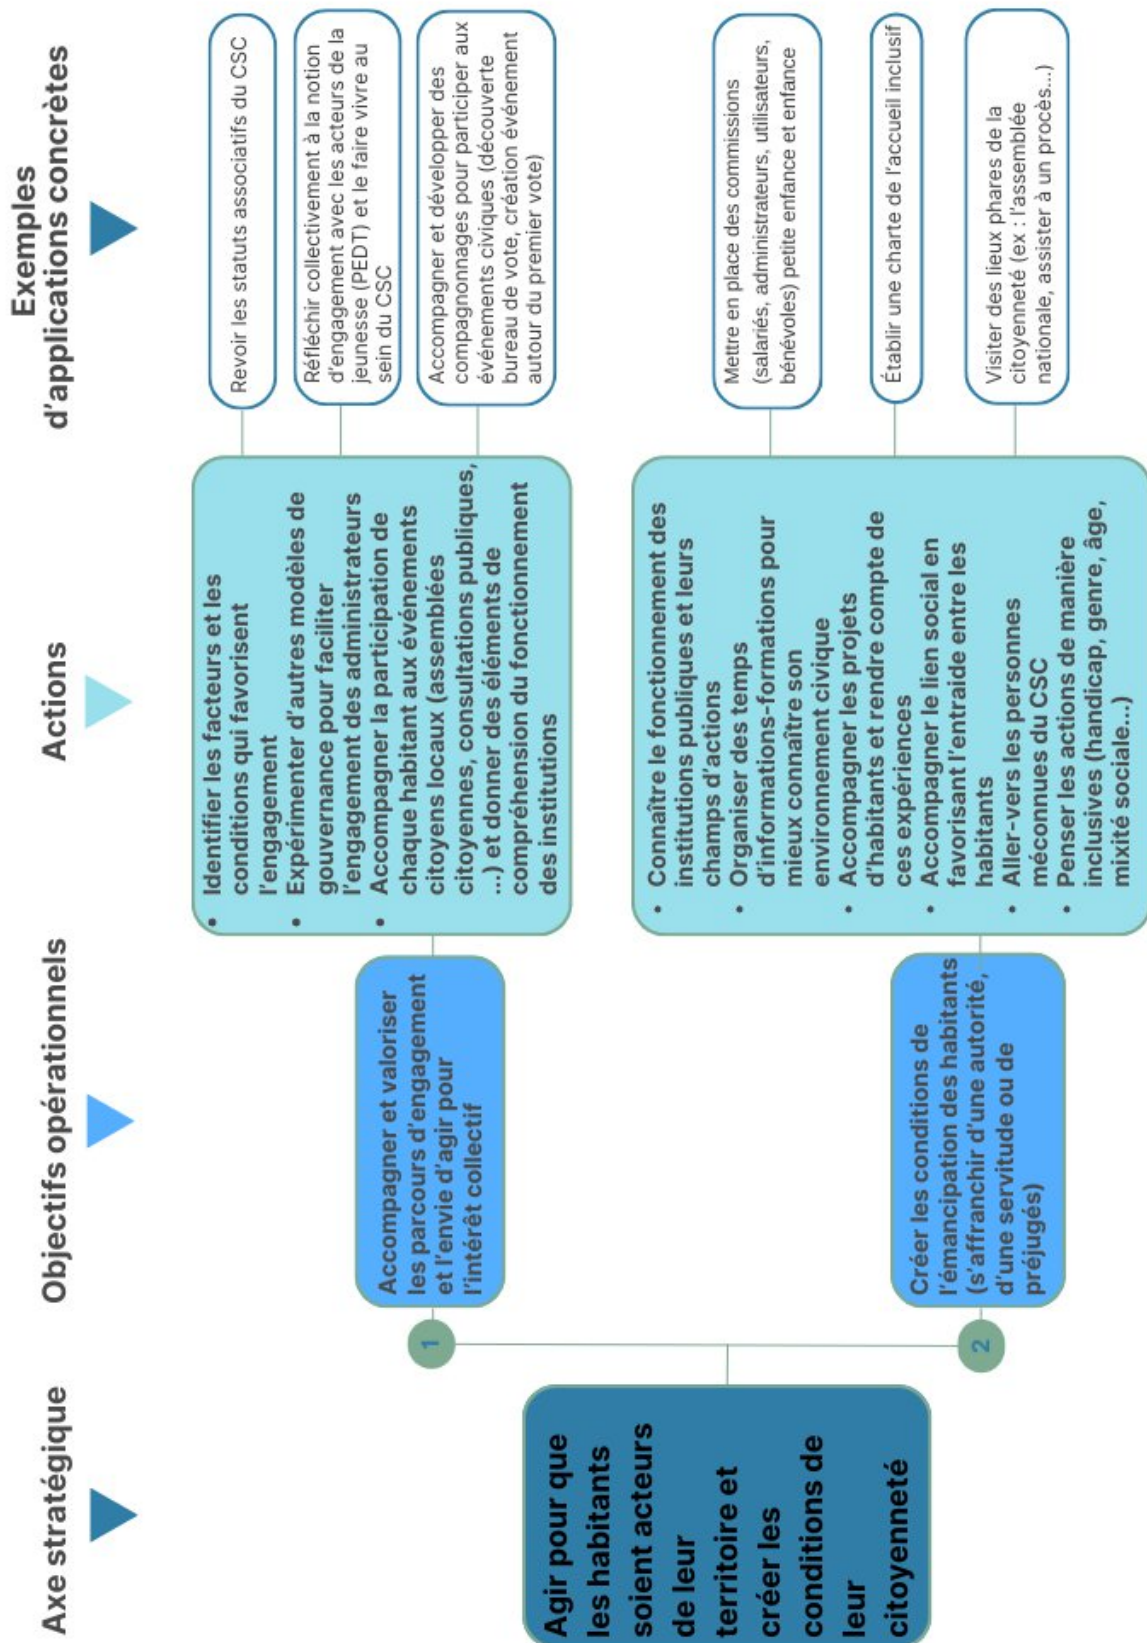 Axe stratégique
Objectifs opérationnels
Actions
Exemples
d'applications concrètes
Agir pour que
les habitants
soient acteurs
de leur
territoire et
créer les
conditions de
leur
citoyenneté
1
Accompagner et valoriser
les parcours d'engagement
et l'envie d'agir pour
l'intérêt collectif
• Identifier les facteurs et les
conditions qui favorisent
l'engagement
• Expérimenter d'autres modèles de
gouvernance pour faciliter
l'engagement des administrateurs
• Accompagner la participation de
chaque habitant aux événements
citoyens locaux (assemblées
citoyennes, consultations publiques,
...) et donner des éléments de
compréhension du fonctionnement
des institutions
Revoir les statuts associatifs du CSC
Réfléchir collectivement à la notion
d'engagement avec les acteurs de la
jeunesse (PEDT) et le faire vivre au
sein du CSC
Accompagner et développer des
compagnonnages pour participer aux
événements civiques (découverte
bureau de vote, création événement
autour du premier vote)
2
Créer les conditions de
l'émancipation des habitants
(s'affranchir d'une autorité,
d'une servitude ou de
préjugés)
• Connaître le fonctionnement des
institutions publiques et leurs
champs d'actions
• Organiser des temps
d'informations-formations pour
mieux connaître son
environnement civique
• Accompagner les projets
d'habitants et rendre compte de
ces expériences
• Accompagner le lien social en
favorisant l'entraide entre les
habitants
• Aller-vers les personnes
méconnues du CSC
• Penser les actions de manière
inclusives (handicap, genre, âge,
mixité sociale...)
Mettre en place des commissions
(salariés, administrateurs, utilisateurs,
bénévoles) petite enfance et enfance
Établir une charte de l'accueil inclusif
Visiter des lieux phares de la
citoyenneté (ex : l'assemblée
nationale, assister à un procès...)